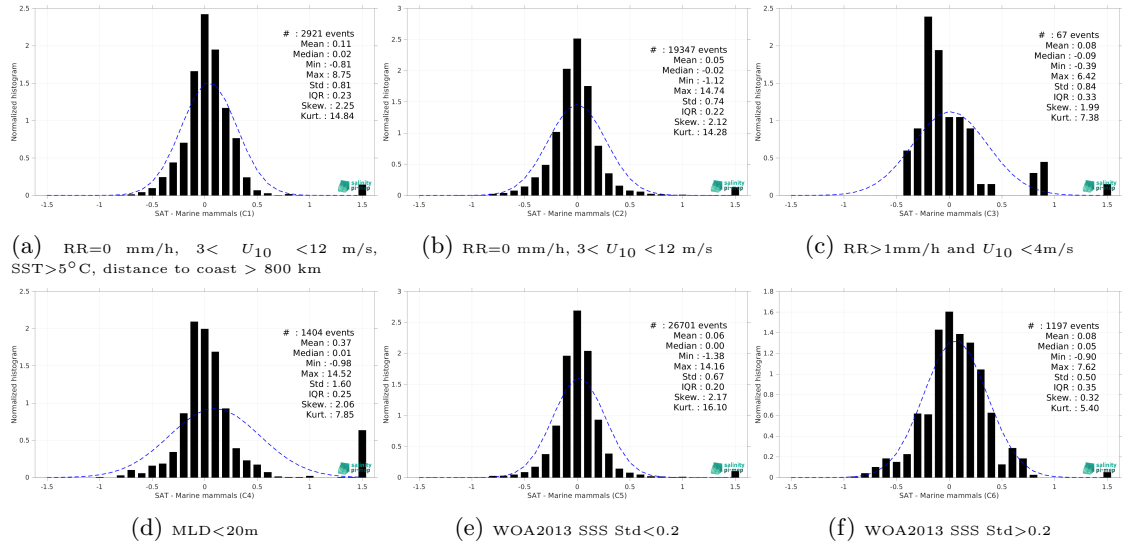 2.5
2
1.5
1
0.5
0
Normalized histogram
# : 2921 events
Mean : 0.11
Median : 0.02
Min : -0.81
Max : 8.75
Std : 0.81
IQR : 0.23
Skew. : 2.25
Kurt. : 14.84
-1.5 -1 -0.5 0 0.5 1 1.5
SAT - Marine mammals (C1)
salinity
(a) RR=0 mm/h, 3< U10 <12 m/s,
SST>5°C, distance to coast > 800 km
3
2.5
2
1.5
1
0.5
0
Normalized histogram
# : 19347 events
Mean : 0.05
Median : -0.02
Min : -1.12
Max : 14.74
Std : 0.74
IQR : 0.22
Skew. : 2.12
Kurt. : 14.28
-1.5 -1 -0.5 0 0.5 1 1.5
SAT - Marine mammals (C2)
salinity
(b) RR=0 mm/h, 3< U10 <12 m/s
2.5
2
1.5
1
0.5
0
Normalized histogram
# : 67 events
Mean : 0.08
Median : -0.09
Min : -0.39
Max : 6.42
Std : 0.84
IQR : 0.33
Skew. : 1.99
Kurt. : 7.38
-1.5 -1 -0.5 0 0.5 1 1.5
SAT - Marine mammals (C3)
salinity
(c) RR>1mm/h and U10 <4m/s
2.5
2
1.5
1
0.5
0
Normalized histogram
# : 1404 events
Mean : 0.37
Median : 0.01
Min : -0.98
Max : 14.52
Std : 1.60
IQR : 0.25
Skew. : 2.06
Kurt. : 7.85
-1.5 -1 -0.5 0 0.5 1 1.5
SAT - Marine mammals (C4)
salinity
(d) MLD<20m
3
2.5
2
1.5
1
0.5
0
Normalized histogram
# : 26701 events
Mean : 0.06
Median : 0.00
Min : -1.38
Max : 14.16
Std : 0.67
IQR : 0.20
Skew. : 2.17
Kurt. : 16.10
-1.5 -1 -0.5 0 0.5 1 1.5
SAT - Marine mammals (C5)
salinity
(e) WOA2013 SSS Std<0.2
1.8
1.6
1.4
1.2
1
0.8
0.6
0.4
0.2
0
Normalized histogram
# : 1197 events
Mean : 0.08
Median : 0.05
Min : -0.90
Max : 7.62
Std : 0.50
IQR : 0.35
Skew. : 0.32
Kurt. : 5.40
-1.5 -1 -0.5 0 0.5 1 1.5
SAT - Marine mammals (C6)
salinity
(f) WOA2013 SSS Std>0.2